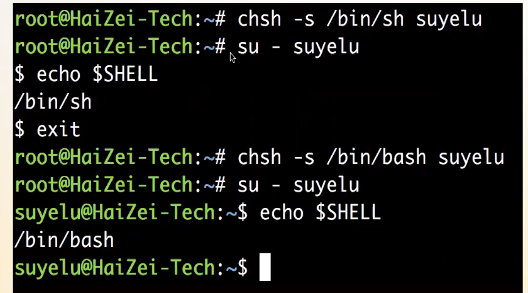 root@HaiZei-Tech:~# chsh -s /bin/sh suyelu
root@HaiZei-Tech:~# su - suyelu
$ echo $SHELL
/bin/sh
$ exit
root@HaiZei-Tech:~# chsh -s /bin/bash suyelu
root@HaiZei-Tech:~# su - suyelu
suyelu@HaiZei-Tech:~$ echo $SHELL
/bin/bash
suyelu@HaiZei-Tech:~$